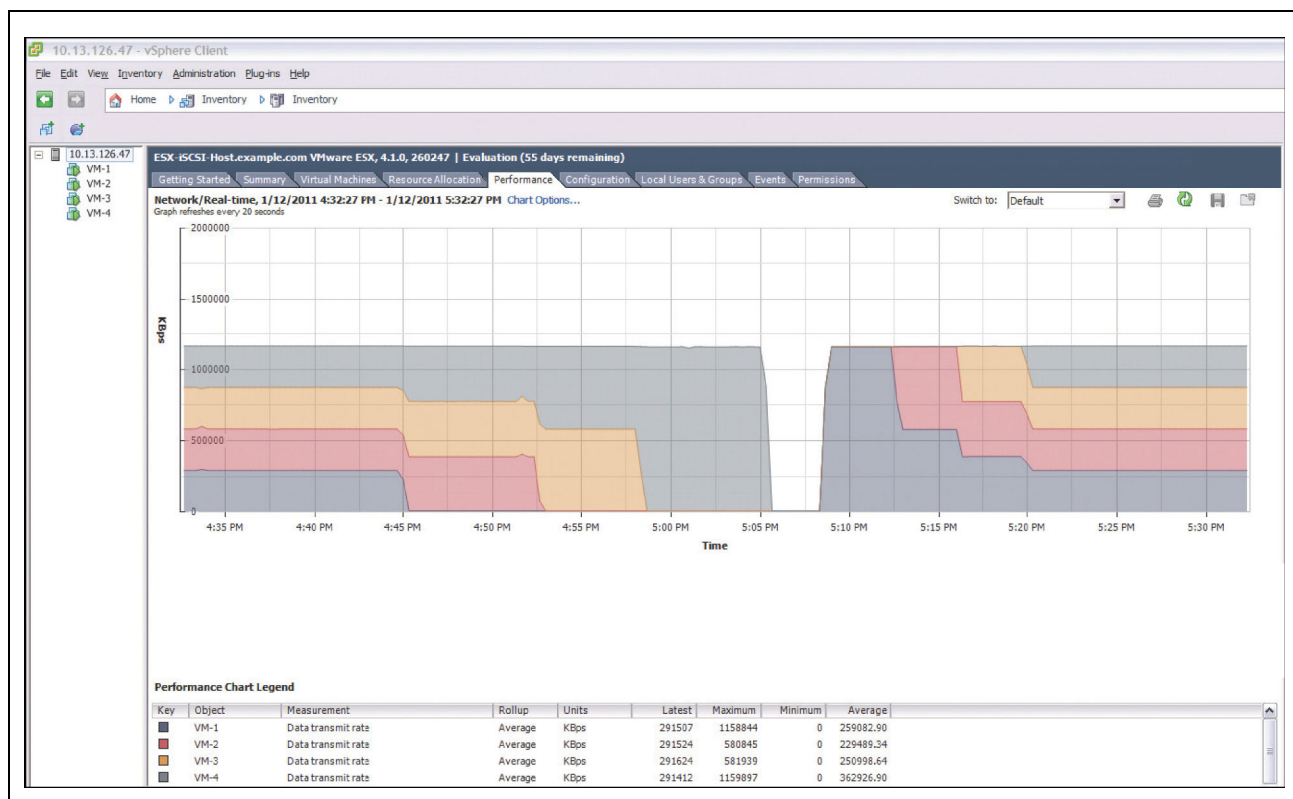 10.13.126.47 - vSphere Client
File Edit View Inventory Administration Plug-ins Help
Home Inventory Inventory
10.13.126.47
VM-1
VM-2
VM-3
VM-4
ESX-iSCSI-Host.example.com VMware ESX, 4.1.0, 260247 | Evaluation (55 days remaining)
Getting Started Summary Virtual Machines Resource Allocation Performance Configuration Local Users & Groups Events Permissions
Network/Real-time, 1/12/2011 4:32:27 PM - 1/12/2011 5:32:27 PM Chart Options... Switch to: Default
Graph refreshes every 20 seconds
2000000
1500000
1000000
500000
0
KBps
4:35 PM 4:40 PM 4:45 PM 4:50 PM 4:55 PM 5:00 PM 5:05 PM 5:10 PM 5:15 PM 5:20 PM 5:25 PM 5:30 PM
Time
Performance Chart Legend
Key Object Measurement Rollup Units Latest Maximum Minimum Average
VM-1 Data transmit rate Average KBps 291507 1158844 0 259082.90
VM-2 Data transmit rate Average KBps 291524 580845 0 229489.34
VM-3 Data transmit rate Average KBps 291624 581939 0 250998.64
VM-4 Data transmit rate Average KBps 291412 1159897 0 362926.90